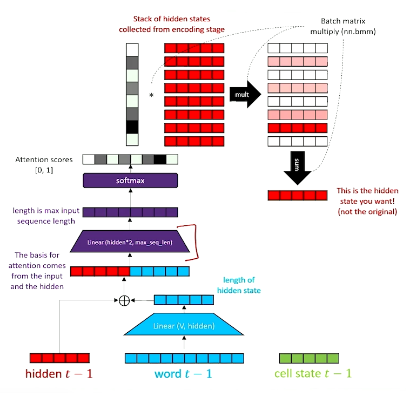 Stack of hidden states
collected from encoding stage
Batch matrix
multiply (nn.bmm)
*
mult
Attention scores
[0, 1]
softmax
sum
This is the hidden
state you want!
(not the original)
length is max input
sequence length
Linear (hidden*2, max_seq_len)
The basis for
attention comes
from the input
and the hidden
length of
hidden state
Linear (V, hidden)
hidden t − 1
word t − 1
cell state t − 1